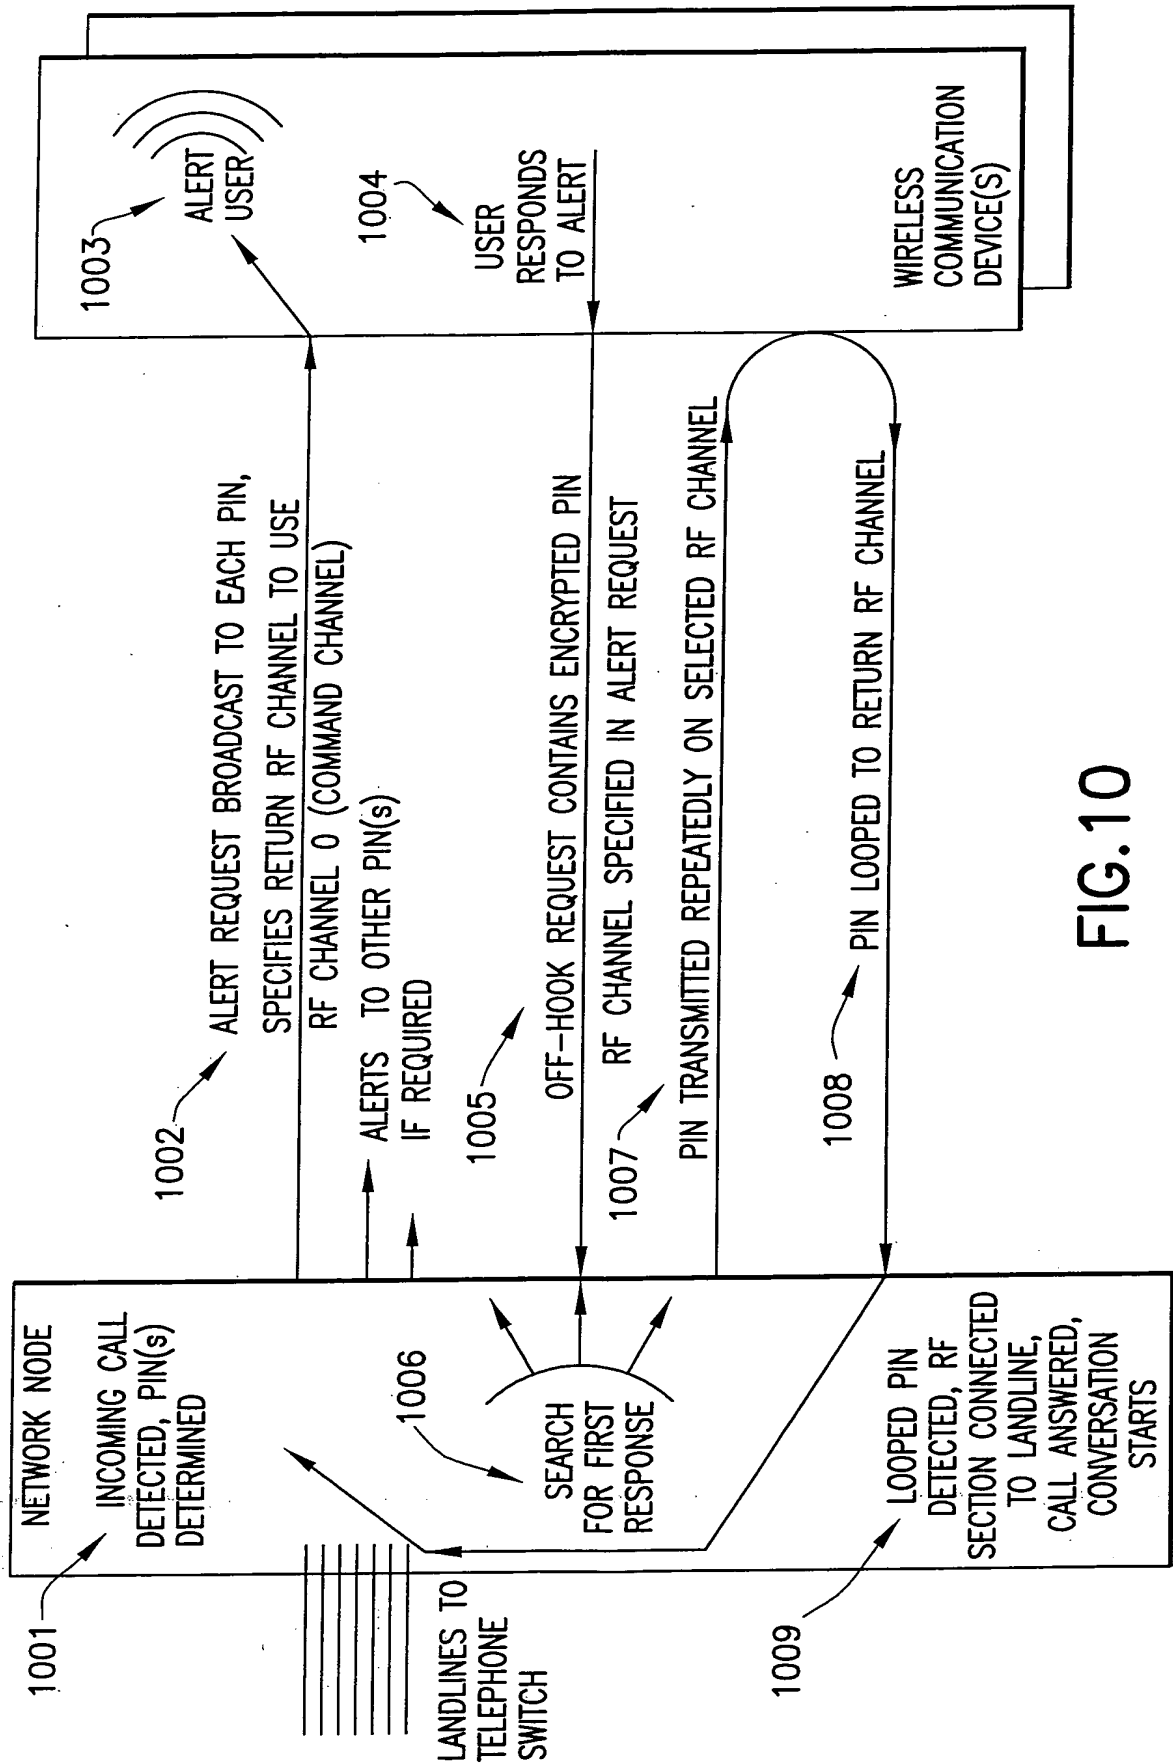 NETWORK NODE
1001
INCOMING CALL
DETECTED, PIN(s)
DETERMINED
LANDLINES TO
TELEPHONE
SWITCH
1002
ALERT REQUEST BROADCAST TO EACH PIN,
SPECIFIES RETURN RF CHANNEL TO USE
RF CHANNEL 0 (COMMAND CHANNEL)
ALERTS TO OTHER PIN(s)
IF REQUIRED
1003
ALERT
USER
1004
USER
RESPONDS
TO ALERT
1005
OFF-HOOK REQUEST CONTAINS ENCRYPTED PIN
RF CHANNEL SPECIFIED IN ALERT REQUEST
1006
SEARCH
FOR FIRST
RESPONSE
1007
PIN TRANSMITTED REPEATEDLY ON SELECTED RF CHANNEL
1008
PIN LOOPED TO RETURN RF CHANNEL
1009
LOOPED PIN
DETECTED, RF
SECTION CONNECTED
TO LANDLINE,
CALL ANSWERED,
CONVERSATION
STARTS
WIRELESS
COMMUNICATION
DEVICE(S)
FIG.10